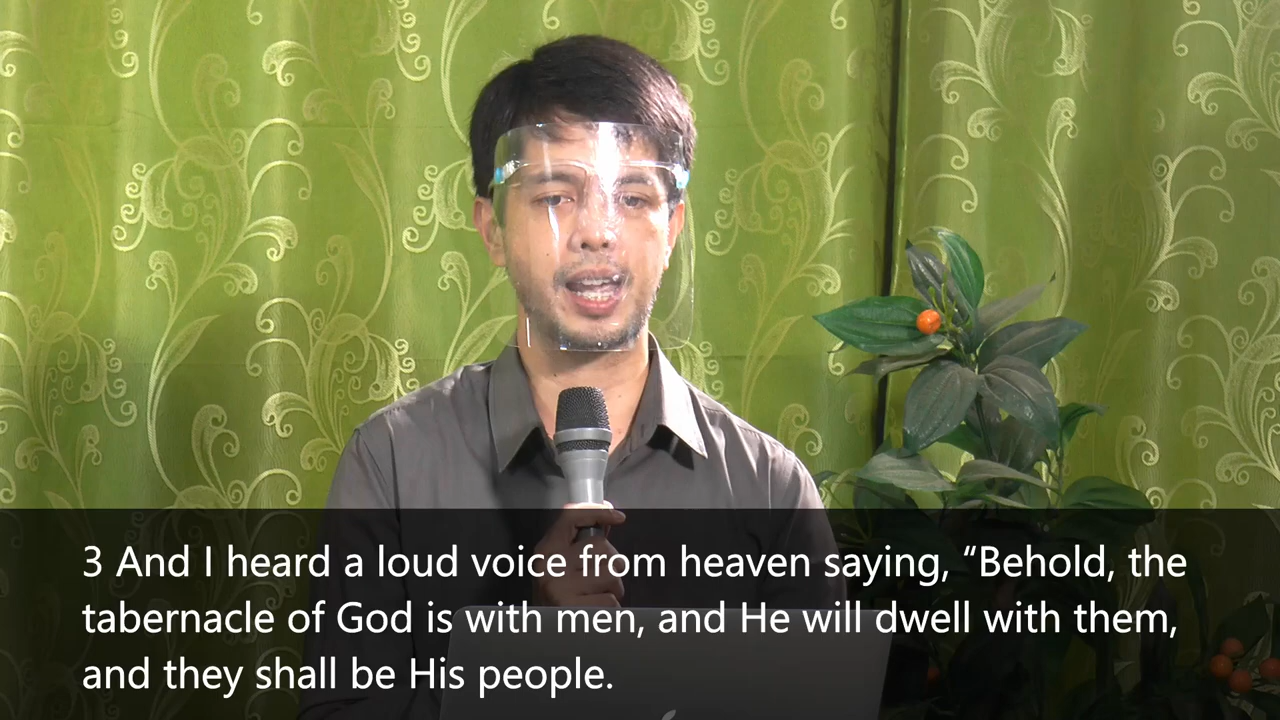 3 And I heard a loud voice from heaven saying, “Behold, the
tabernacle of God is with men, and He will dwell with them,
and they shall be His people.